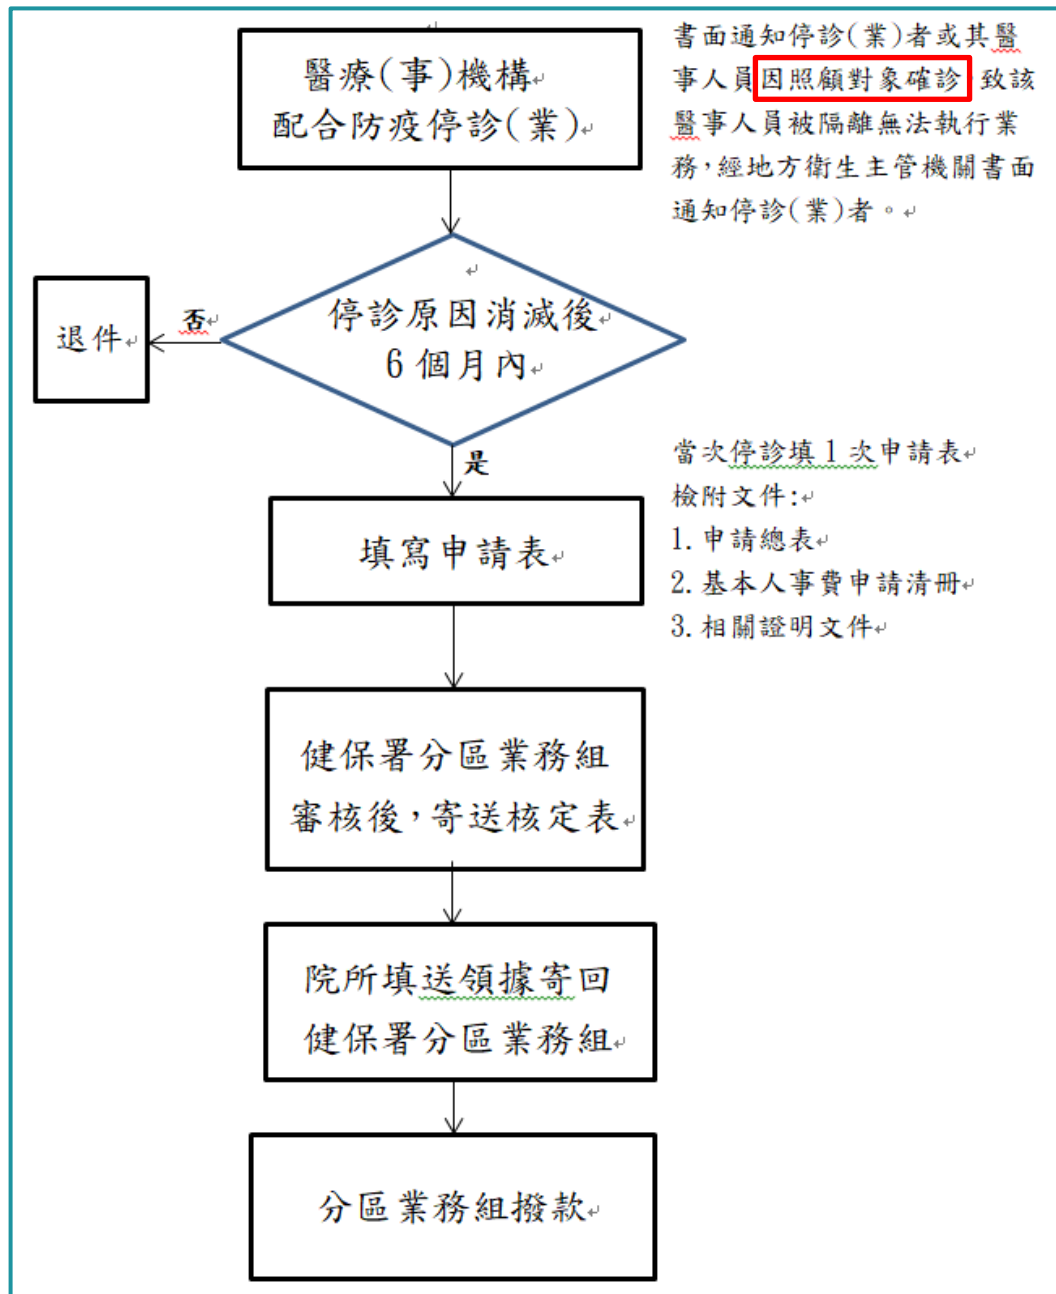 醫療(事)機構
配合防疫停診(業)
書面通知停診(業)者或其醫
事人員因照顧對象確診，致該
醫事人員被隔離無法執行業
務，經地方衛生主管機關書面
通知停診(業)者。
停診原因消滅後
6 個月內
否
退件
是
填寫申請表
當次停診填 1 次申請表
檢附文件:
1. 申請總表
2. 基本人事費申請清冊
3. 相關證明文件
健保署分區業務組
審核後，寄送核定表
院所填送領據寄回
健保署分區業務組
分區業務組撥款